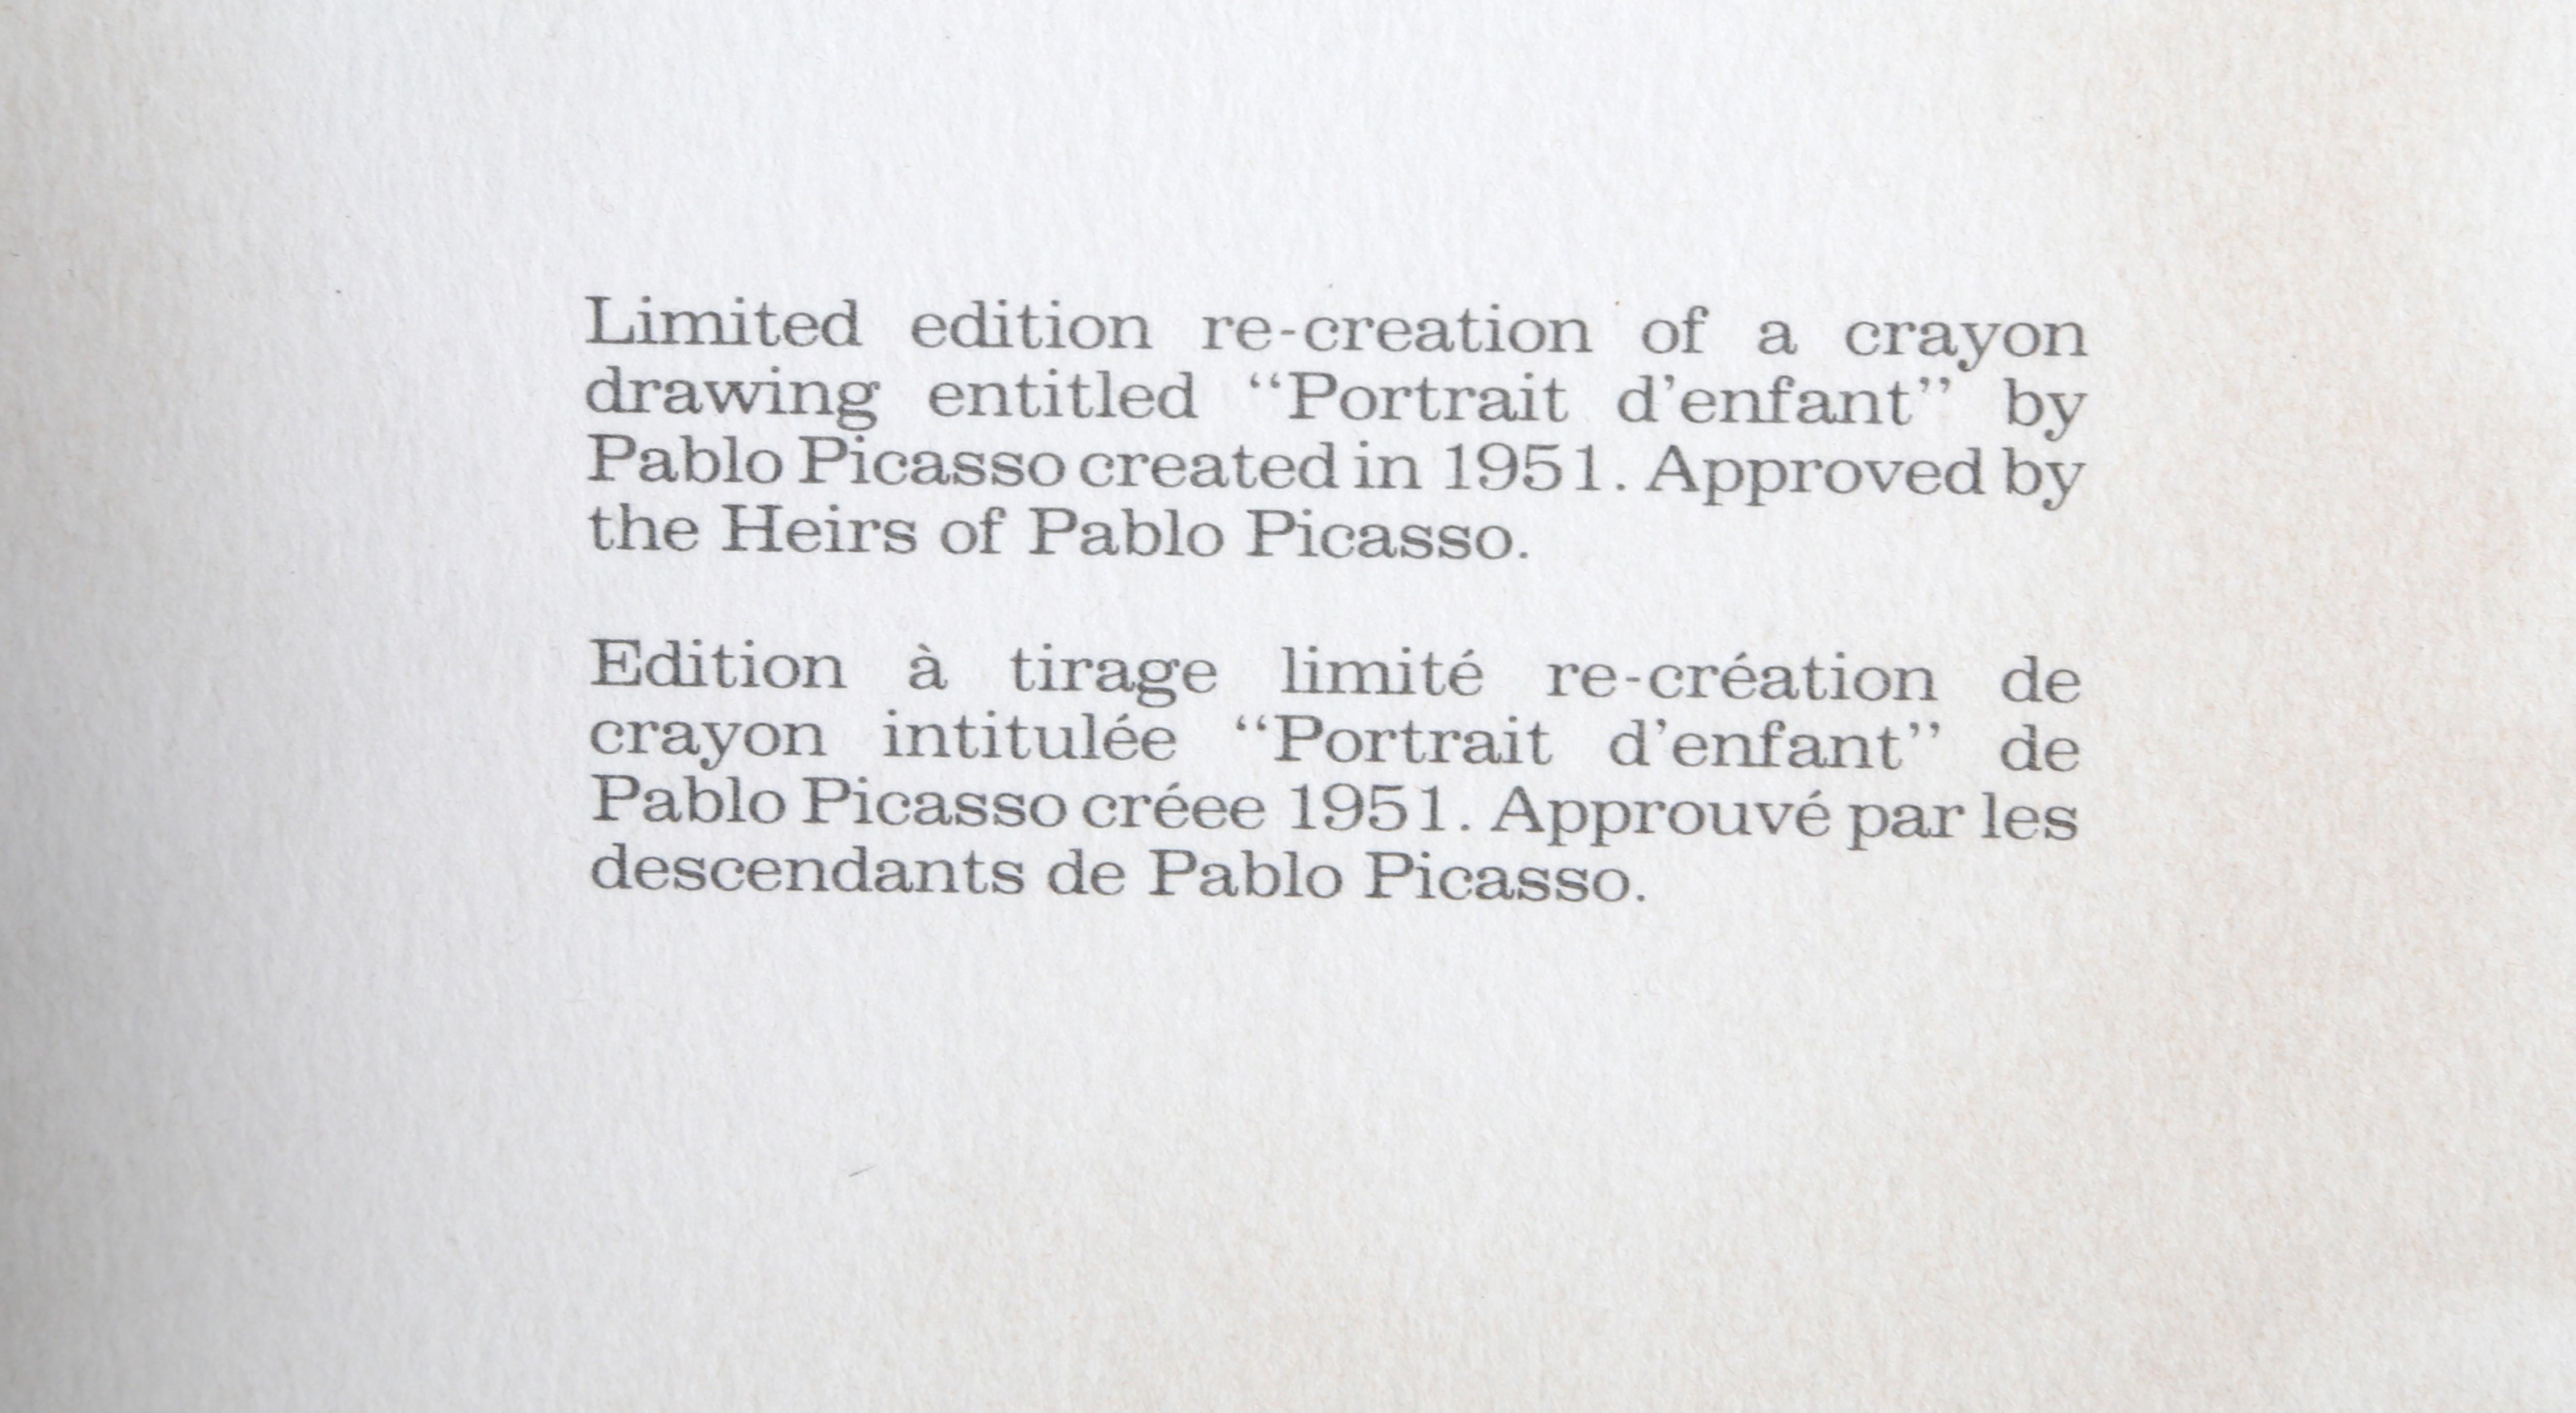 Limited edition re-creation of a crayon
drawing entitled “Portrait d'enfant” by
Pablo Picasso created in 1951. Approved by
the Heirs of Pablo Picasso.
Edition à tirage limité re-création de
crayon intitulée “Portrait d'enfant” de
Pablo Picasso créee 1951. Approuvé par les
descendants de Pablo Picasso.